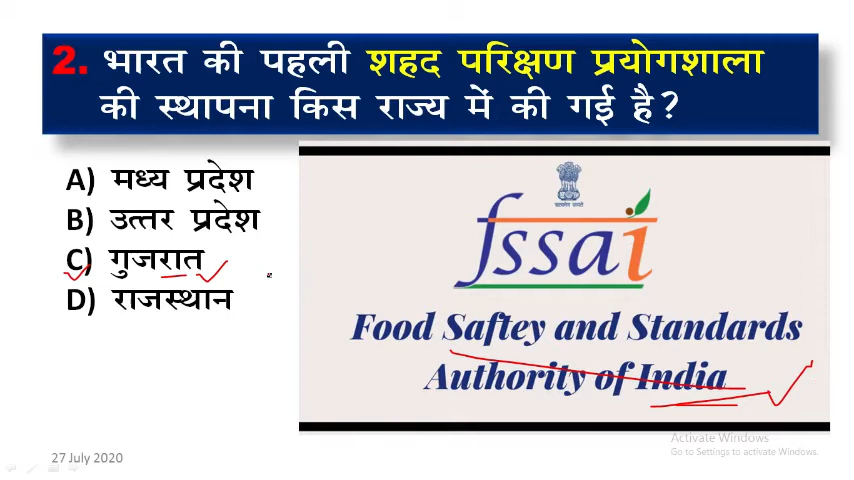 2. भारत की पहली शहद परिक्षण प्रयोगशाला
की स्थापना किस राज्य में की गई है?
A) मध्य प्रदेश
B) उत्तर प्रदेश
C) गुजरात
D) राजस्थान
fssai
Food Saftey and Standards
Authority of India
Activate Windows
Go to Settings to activate Windows.
27 July 2020